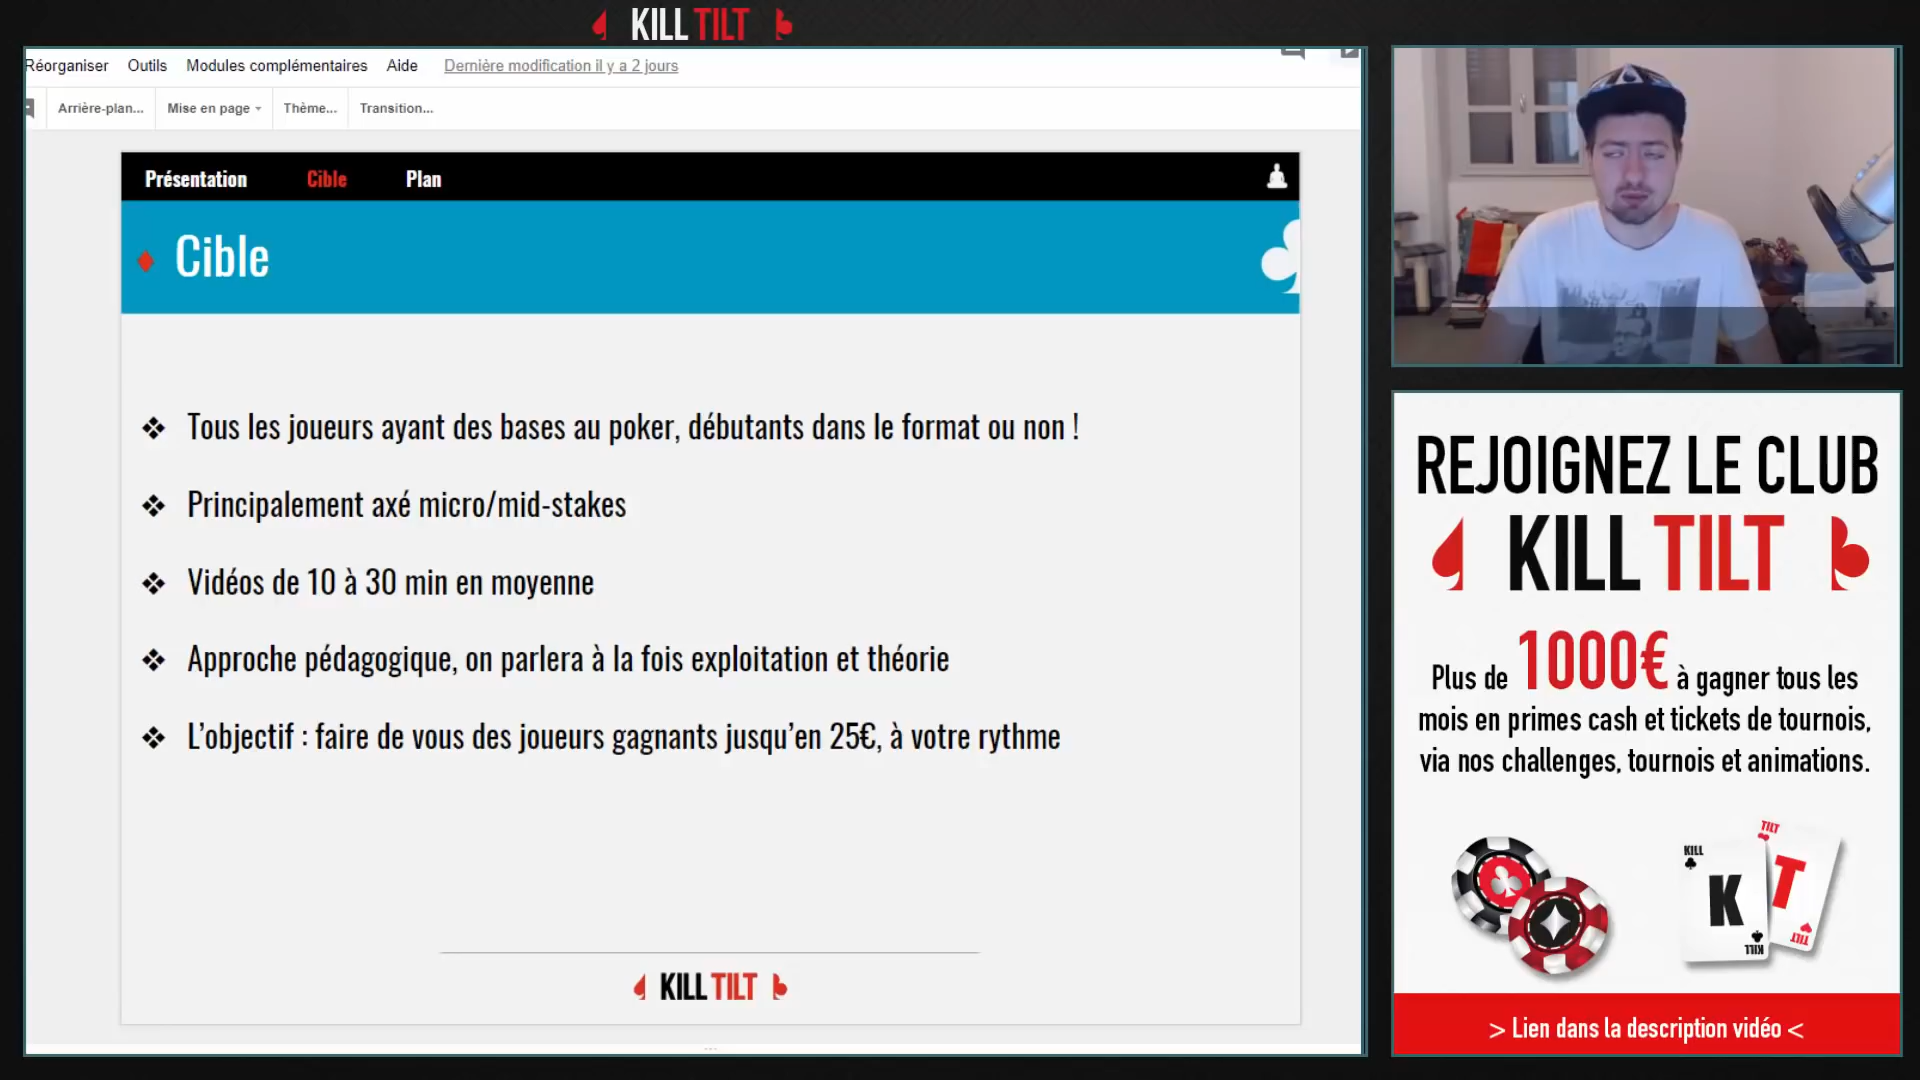 KILL TILT
Réorganiser Outils Modules complémentaires Aide Dernière modification il y a 2 jours
Arrière-plan... Mise en page Thème... Transition...
Présentation Cible Plan
Cible
Tous les joueurs ayant des bases au poker, débutants dans le format ou non !
Principalement axé micro/mid-stakes
Vidéos de 10 à 30 min en moyenne
Approche pédagogique, on parlera à la fois exploitation et théorie
L'objectif : faire de vous des joueurs gagnants jusqu'en 25€, à votre rythme
KILL TILT
REJOIGNEZ LE CLUB
KILL TILT
Plus de 1000€ à gagner tous les
mois en primes cash et tickets de tournois,
via nos challenges, tournois et animations.
KILL
K
KILL
TILT
T
TILT
> Lien dans la description vidéo <